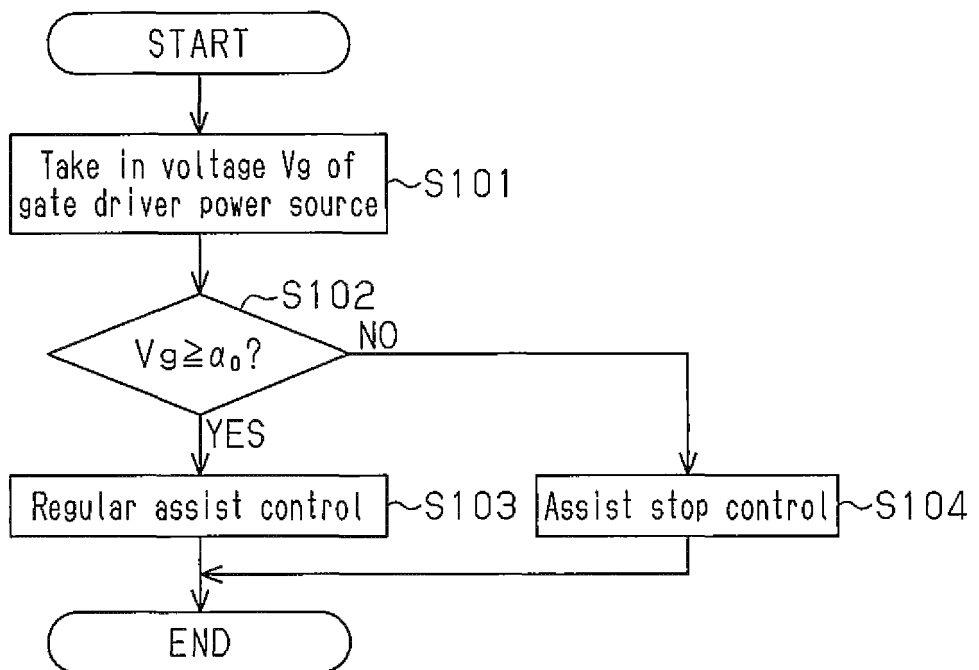 START
Take in voltage Vg of
gate driver power source
S101
S102
Vg≧α₀?
NO
YES
Regular assist control
S103
Assist stop control
S104
END